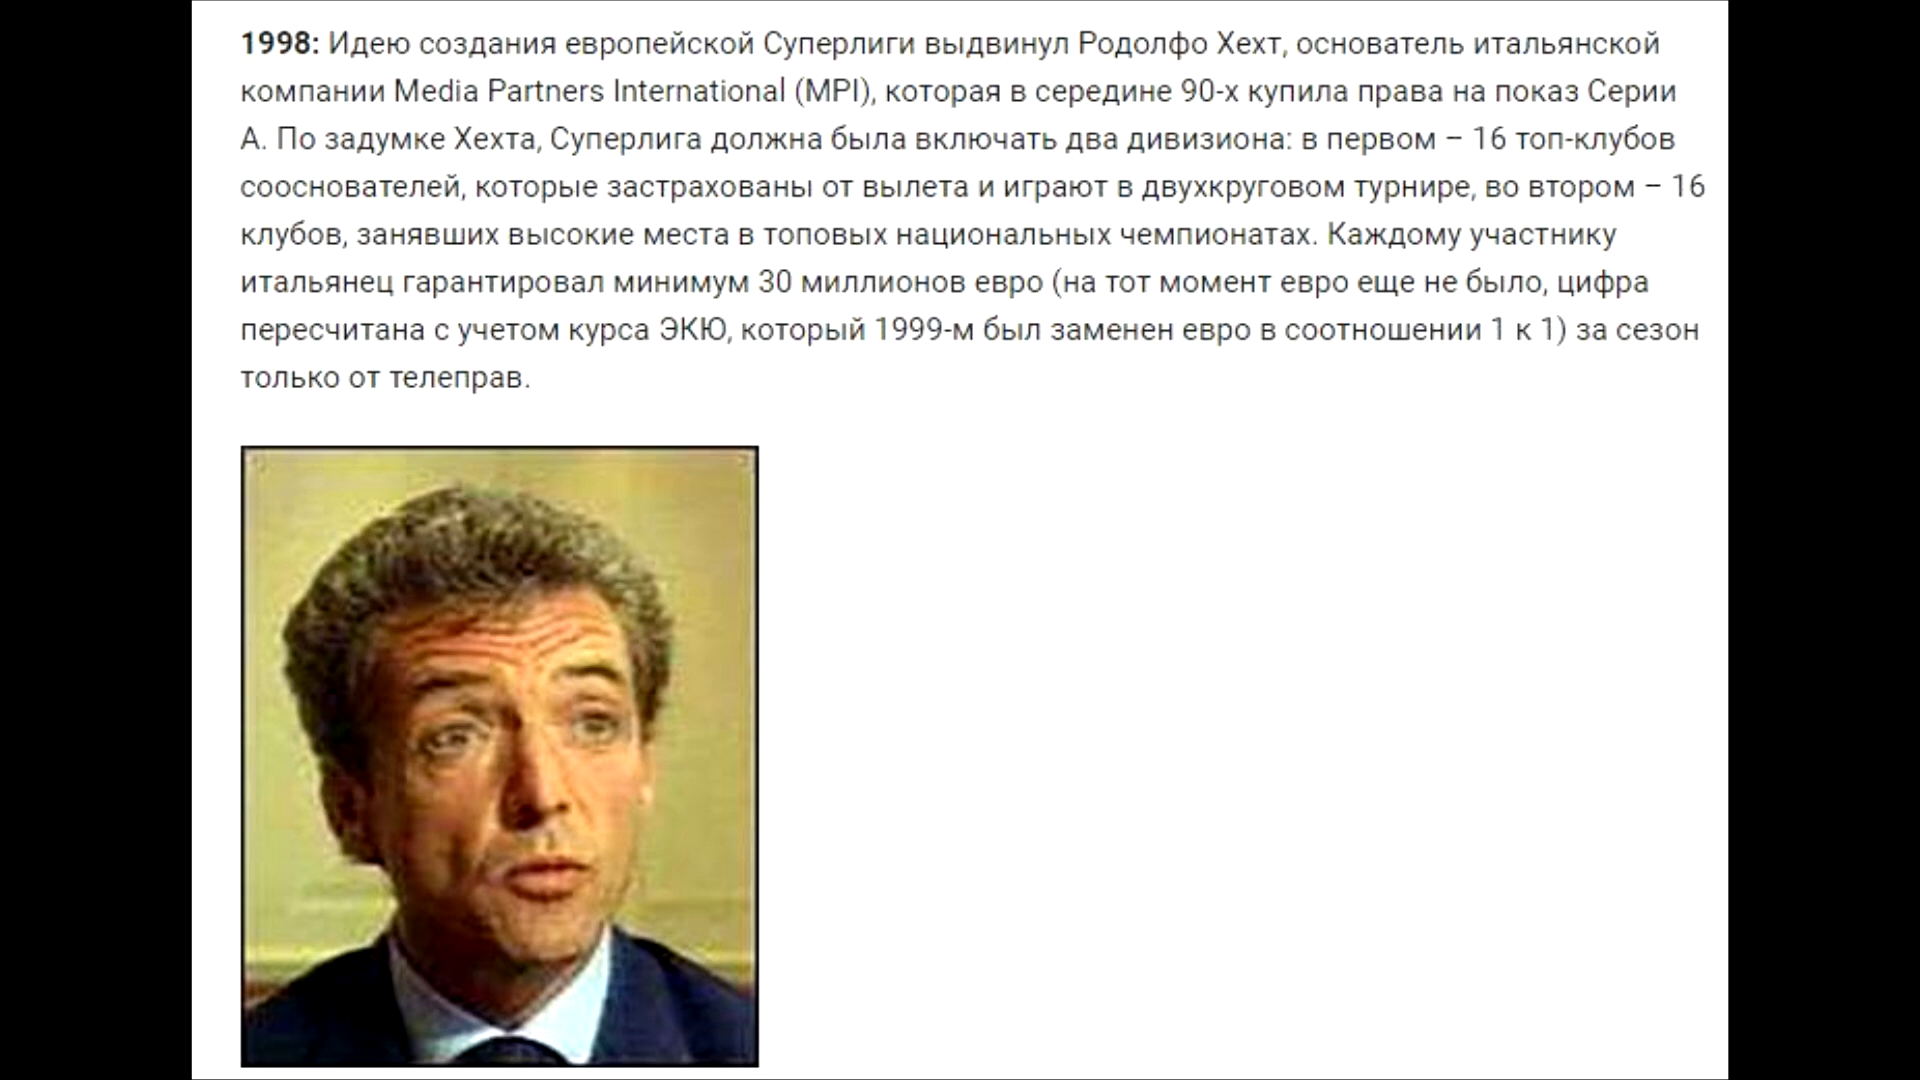 1998: Идею создания европейской Суперлиги выдвинул Родолфо Хехт, основатель итальянской
компании Media Partners International (MPI), которая в середине 90-х купила права на показ Серии
А. По задумке Хехта, Суперлига должна была включать два дивизиона: в первом – 16 топ-клубов
сооснователей, которые застрахованы от вылета и играют в двухкруговом турнире, во втором – 16
клубов, занявших высокие места в топовых национальных чемпионатах. Каждому участнику
итальянец гарантировал минимум 30 миллионов евро (на тот момент евро еще не было, цифра
пересчитана с учетом курса ЭКЮ, который 1999-м был заменен евро в соотношении 1 к 1) за сезон
только от телеправ.